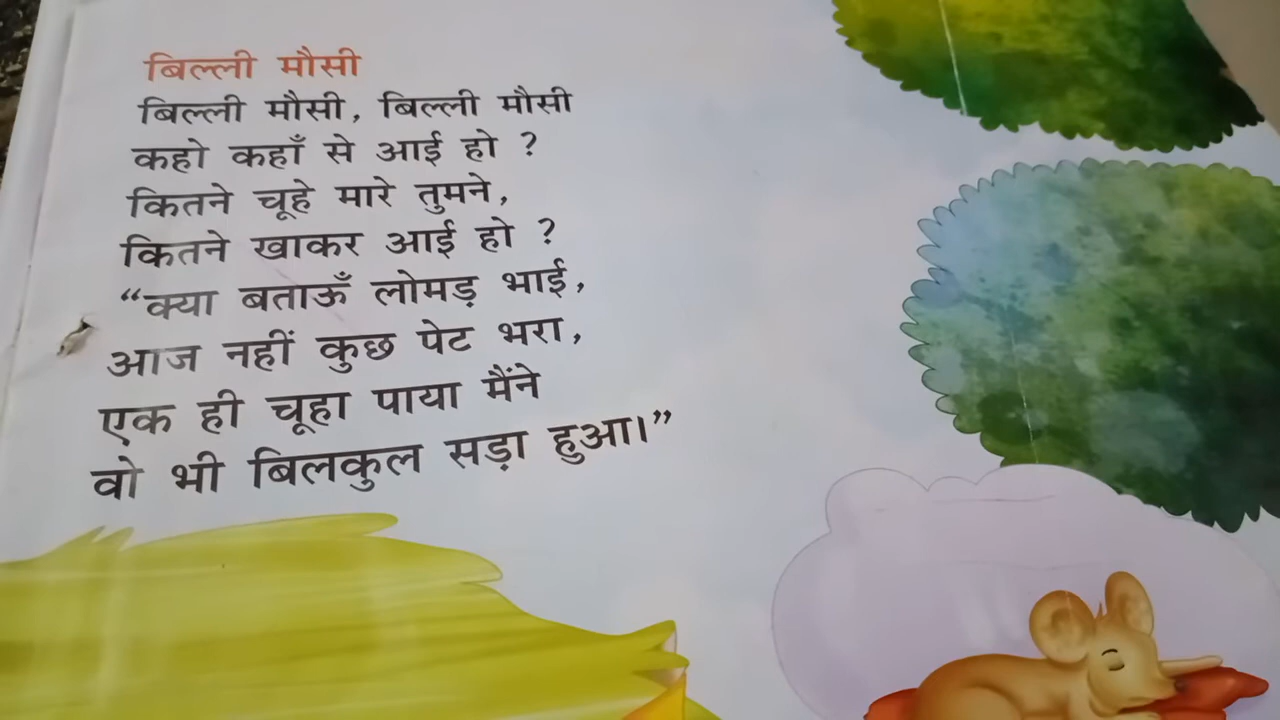 बिल्ली मौसी
बिल्ली मौसी, बिल्ली मौसी
कहो कहाँ से आई हो ?
कितने चूहे मारे तुमने,
कितने खाकर आई हो ?
“क्या बताऊँ लोमड़ भाई,
आज नहीं कुछ पेट भरा,
एक ही चूहा पाया मैंने
वो भी बिलकुल सड़ा हुआ।”